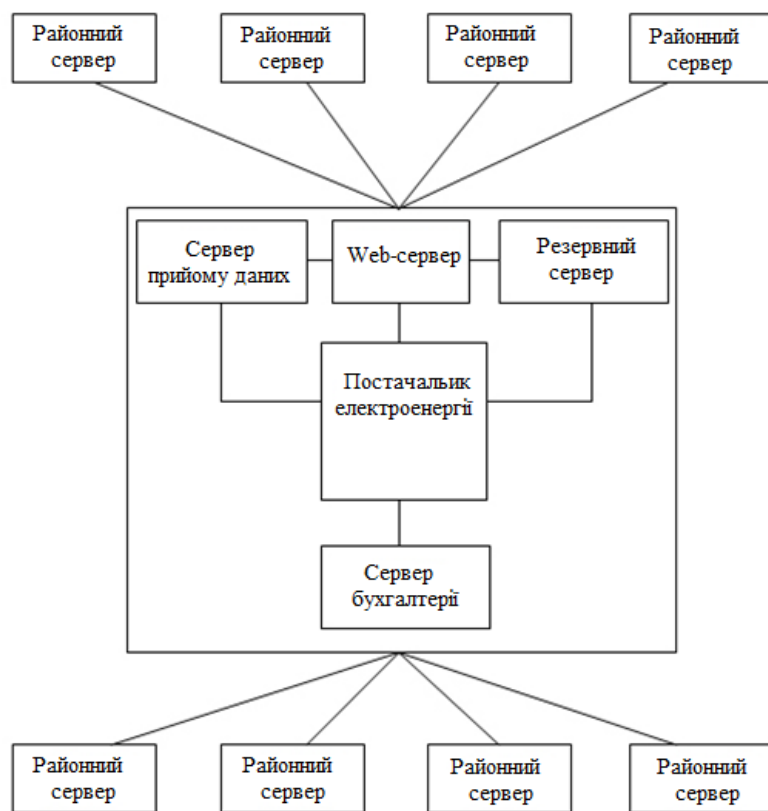 Районний
сервер
Районний
сервер
Районний
сервер
Районний
сервер
Сервер
прийому даних
Web-сервер
Резервний
сервер
Постачальик
електроенергії
Сервер
бухгалтерії
Районний
сервер
Районний
сервер
Районний
сервер
Районний
сервер